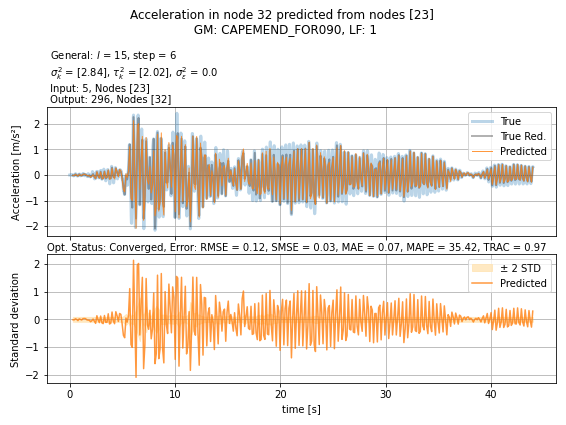 Acceleration in node 32 predicted from nodes [23]
GM: CAPEMEND_FOR090, LF: 1
General: l = 15, step = 6
σ²ₖ = [2.84], τ²ₖ = [2.02], σ²ε = 0.0
Input: 5, Nodes [23]
Output: 296, Nodes [32]
Acceleration [m/s²]
2
1
0
−1
−2
True
True Red.
Predicted
Opt. Status: Converged, Error: RMSE = 0.12, SMSE = 0.03, MAE = 0.07, MAPE = 35.42, TRAC = 0.97
Standard deviation
2
1
0
−1
−2
± 2 STD
Predicted
0 10 20 30 40
time [s]